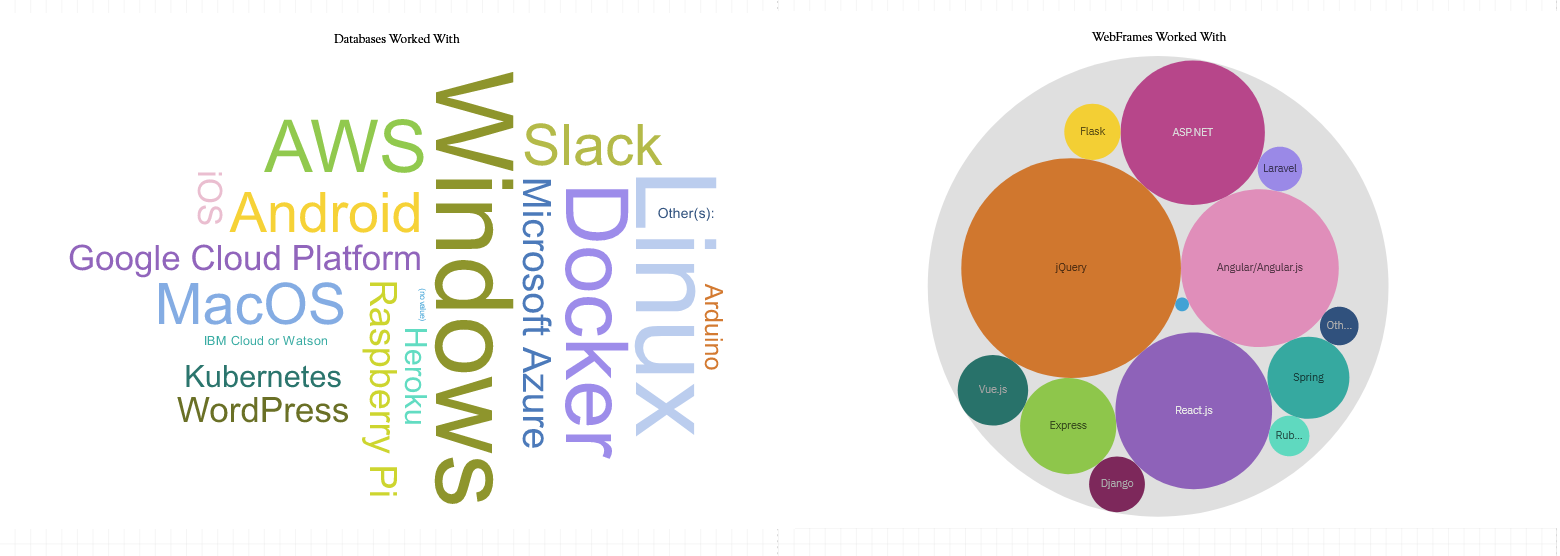 Databases Worked With
Windows
AWS
Slack
iOS
Android
Microsoft Azure
Docker
Linux
Other(s):
Google Cloud Platform
MacOS
Raspberry Pi
(no value)
Heroku
Arduino
IBM Cloud or Watson
Kubernetes
WordPress
WebFrames Worked With
ASP.NET
Flask
Laravel
jQuery
Angular/Angular.js
Oth...
Vue.js
Spring
React.js
Express
Rub...
Django